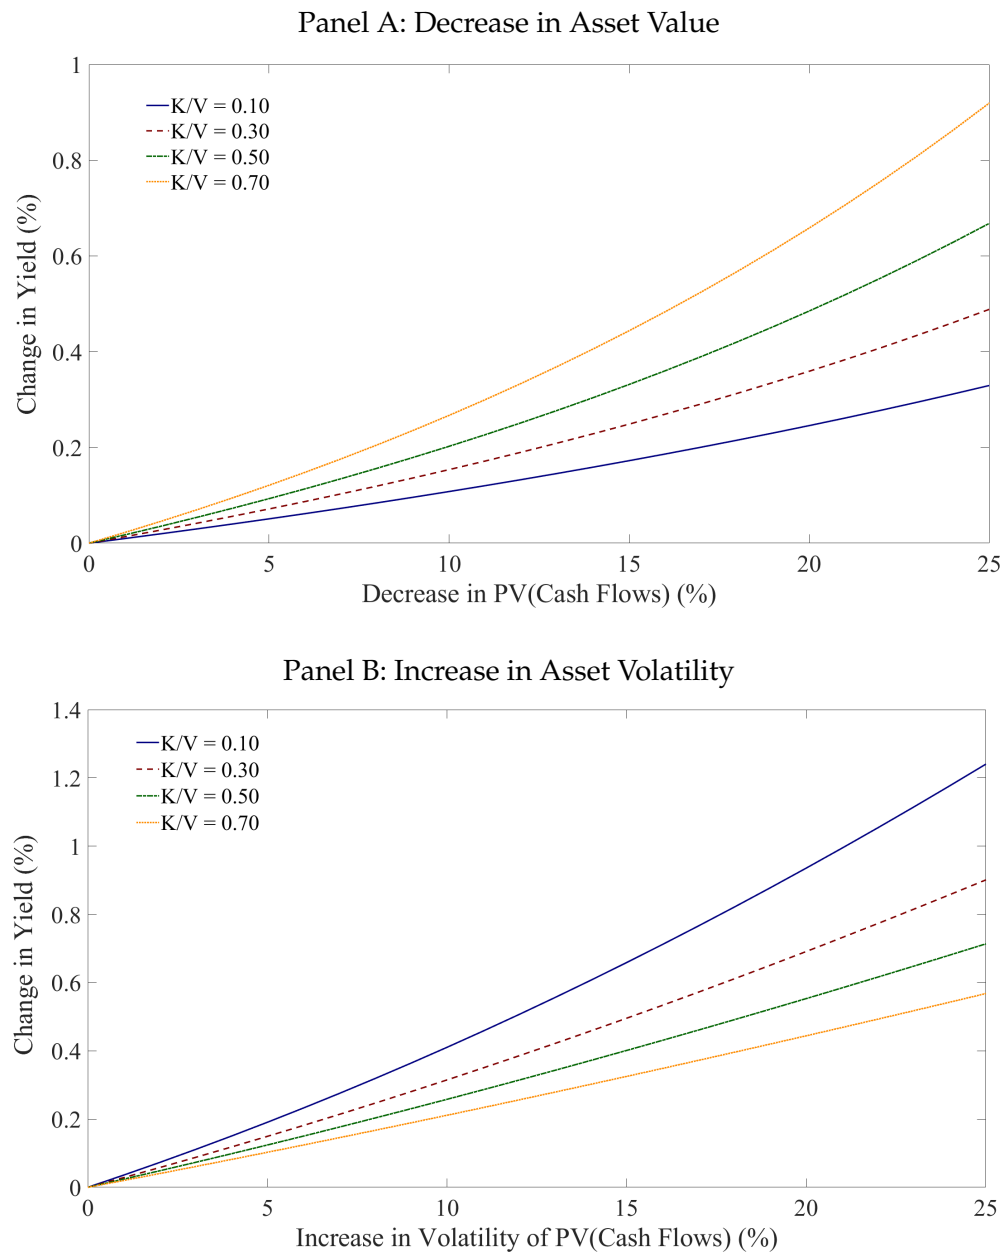 Panel A: Decrease in Asset Value
1
K/V = 0.10
K/V = 0.30
K/V = 0.50
K/V = 0.70
0.8
0.6
0.4
0.2
0
Change in Yield (%)
0 5 10 15 20 25
Decrease in PV(Cash Flows) (%)
Panel B: Increase in Asset Volatility
1.4
K/V = 0.10
K/V = 0.30
K/V = 0.50
K/V = 0.70
1.2
1
0.8
0.6
0.4
0.2
0
Change in Yield (%)
0 5 10 15 20 25
Increase in Volatility of PV(Cash Flows) (%)